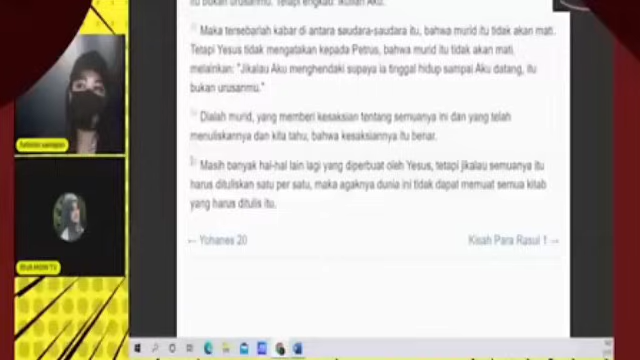 itu bukan urusanmu. Tetapi engkau: Ikutlah Aku."
Maka tersebarlah kabar di antara saudara-saudara itu, bahwa murid itu tidak akan mati.
Tetapi Yesus tidak mengatakan kepada Petrus, bahwa murid itu tidak akan mati,
melainkan: "Jikalau Aku menghendaki supaya ia tinggal hidup sampai Aku datang, itu
bukan urusanmu."
Dialah murid, yang memberi kesaksian tentang semuanya ini dan yang telah
menuliskannya dan kita tahu, bahwa kesaksiannya itu benar.
Masih banyak hal-hal lain lagi yang diperbuat oleh Yesus, tetapi jikalau semuanya itu
harus dituliskan satu per satu, maka agaknya dunia ini tidak dapat memuat semua kitab
yang harus ditulis itu.
← Yohanes 20
Kisah Para Rasul 1 →